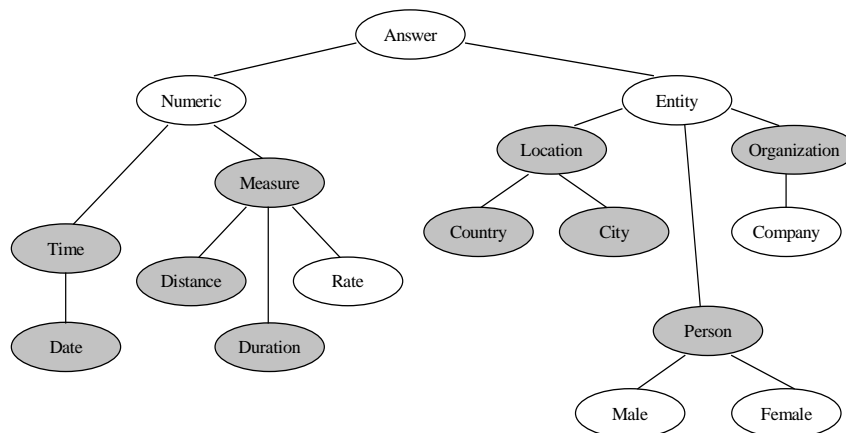 Answer
Numeric
Entity
Location
Organization
Measure
Country
City
Company
Time
Distance
Rate
Person
Date
Duration
Male
Female